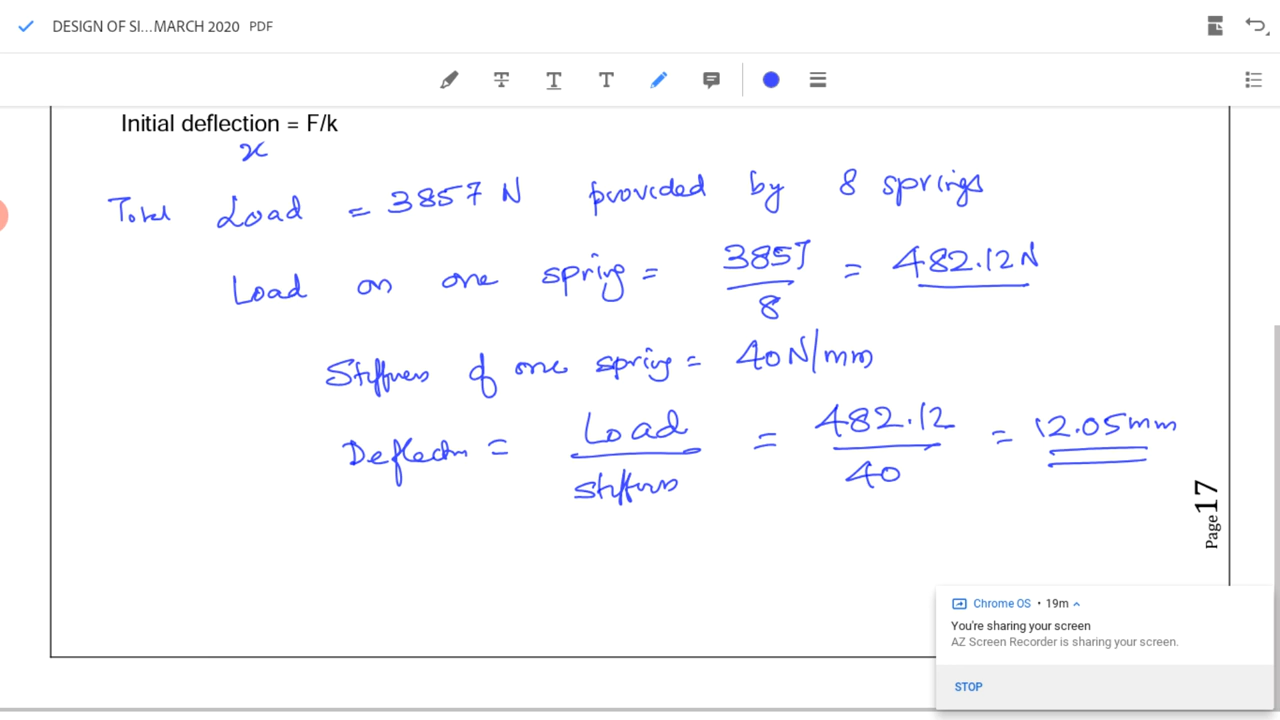 DESIGN OF SI...MARCH 2020 PDF
Initial deflection = F/k
x
Total Load = 3857 N provided by 8 springs
Load on one spring = 3857/8 = 482.12 N
Stiffness of one spring = 40 N/mm
Deflectn = Load/stiffness = 482.12/40 = 12.05 mm
Page 17
Chrome OS • 19m
You're sharing your screen
AZ Screen Recorder is sharing your screen.
STOP